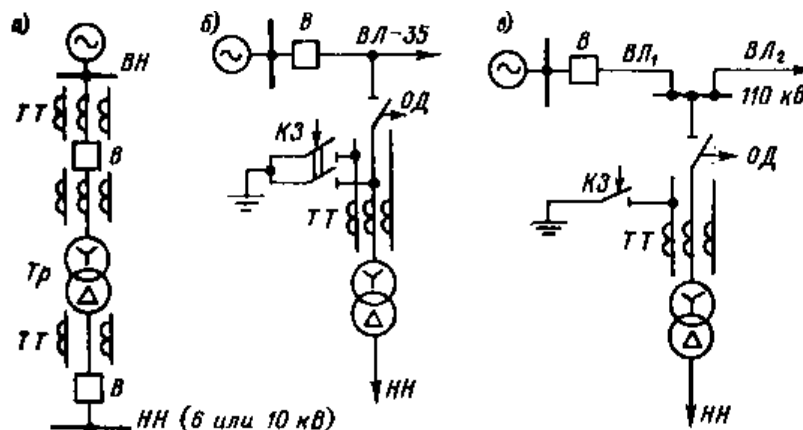 а)
ВН
ТТ
В
Тр
ТТ
В
НН (6 или 10 кВ)
б)
В
ВЛ-35
ОД
КЗ
ТТ
НН
в)
В
ВЛ₁
ВЛ₂
110 кВ
ОД
КЗ
ТТ
НН